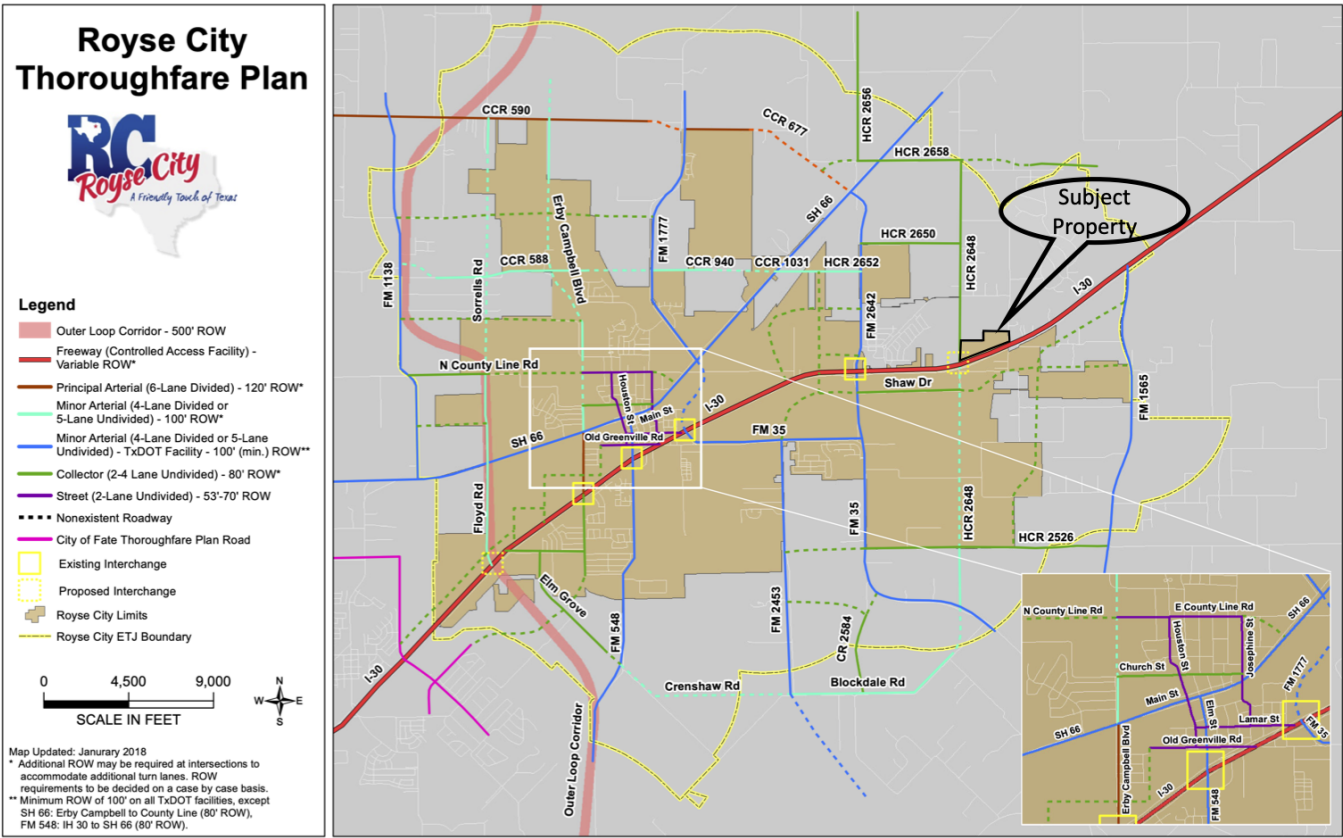 Royse City
Thoroughfare Plan
RC
Royse City
A Friendly Touch of Texas
Legend
Outer Loop Corridor - 500' ROW
Freeway (Controlled Access Facility) -
Variable ROW*
Principal Arterial (6-Lane Divided) - 120' ROW*
Minor Arterial (4-Lane Divided or
5-Lane Undivided) - 100' ROW*
Minor Arterial (4-Lane Divided or 5-Lane
Undivided) - TxDOT Facility - 100' (min.) ROW**
Collector (2-4 Lane Undivided) - 80' ROW*
Street (2-Lane Undivided) - 53'-70' ROW
Nonexistent Roadway
City of Fate Thoroughfare Plan Road
Existing Interchange
Proposed Interchange
Royse City Limits
Royse City ETJ Boundary
0 4,500 9,000
SCALE IN FEET
N
W E
S
Map Updated: Janurary 2018
* Additional ROW may be required at intersections to
accommodate additional turn lanes. ROW
requirements to be decided on a case by case basis.
** Minimum ROW of 100' on all TxDOT facilities, except
SH 66: Erby Campbell to County Line (80' ROW),
FM 548: IH 30 to SH 66 (80' ROW).
CCR 590
CCR 677
HCR 2656
HCR 2658
Subject
Property
SH 66
Erby Campbell Blvd
FM 1777
HCR 2650
HCR 2648
FM 1138
Sorrells Rd
CCR 588
CCR 940
CCR 1031
HCR 2652
I-30
FM 2642
N County Line Rd
Houston St
Shaw Dr
FM 1565
Main St
I-30
SH 66
Old Greenville Rd
FM 35
Floyd Rd
FM 35
HCR 2648
HCR 2526
Elm Grove
FM 548
FM 2453
CR 2584
I-30
Crenshaw Rd
Blockdale Rd
Outer Loop Corridor
N County Line Rd
E County Line Rd
SH 66
Houston St
Josephine St
Church St
FM 1777
Main St
Elm St
SH 66
Lamar St
FM 35
Old Greenville Rd
Erby Campbell Blvd
I-30
FM 548